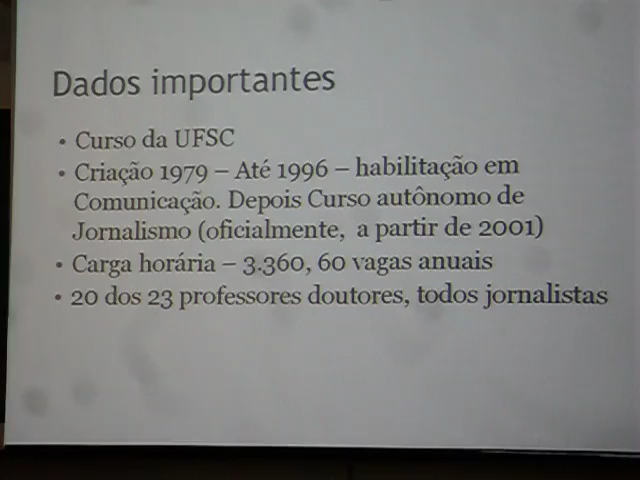 Dados importantes
• Curso da UFSC
• Criação 1979 – Até 1996 – habilitação em
Comunicação. Depois Curso autônomo de
Jornalismo (oficialmente, a partir de 2001)
• Carga horária – 3.360, 60 vagas anuais
• 20 dos 23 professores doutores, todos jornalistas